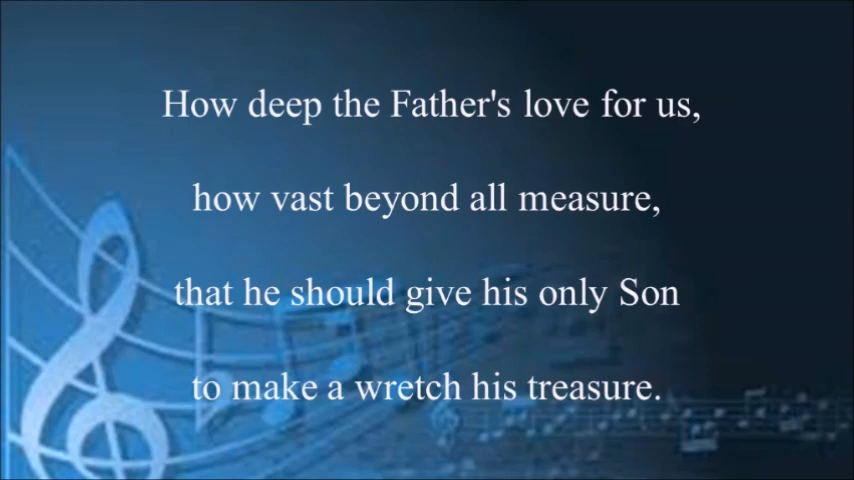 How deep the Father's love for us,
how vast beyond all measure,
that he should give his only Son
to make a wretch his treasure.